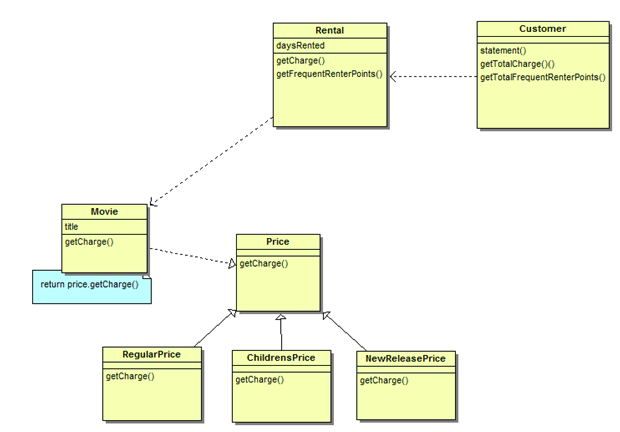 Rental
daysRented
getCharge()
getFrequentRenterPoints()
Customer
statement()
getTotalCharge()()
getTotalFrequentRenterPoints()
Movie
title
getCharge()
return price.getCharge()
Price
getCharge()
RegularPrice
getCharge()
ChildrensPrice
getCharge()
NewReleasePrice
getCharge()